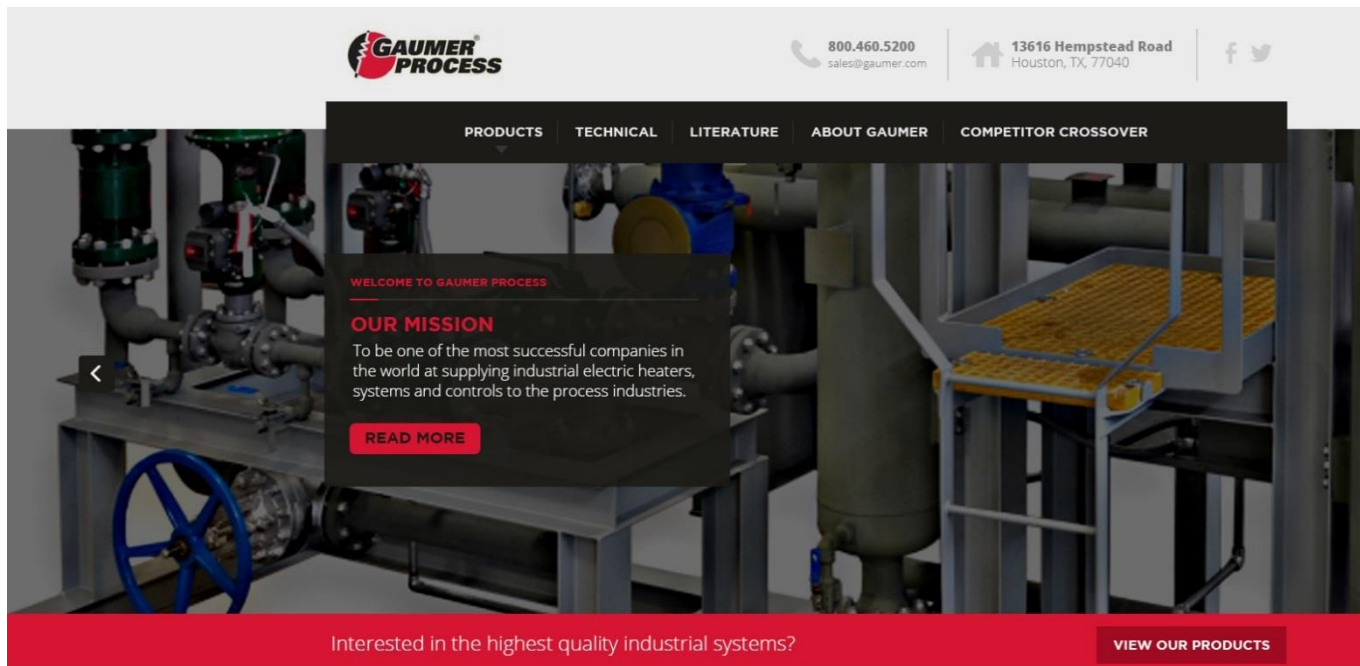 GAUMER®
PROCESS
800.460.5200
sales@gaumer.com
13616 Hempstead Road
Houston, TX, 77040
PRODUCTS
TECHNICAL
LITERATURE
ABOUT GAUMER
COMPETITOR CROSSOVER
WELCOME TO GAUMER PROCESS
OUR MISSION
To be one of the most successful companies in
the world at supplying industrial electric heaters,
systems and controls to the process industries.
READ MORE
Interested in the highest quality industrial systems?
VIEW OUR PRODUCTS